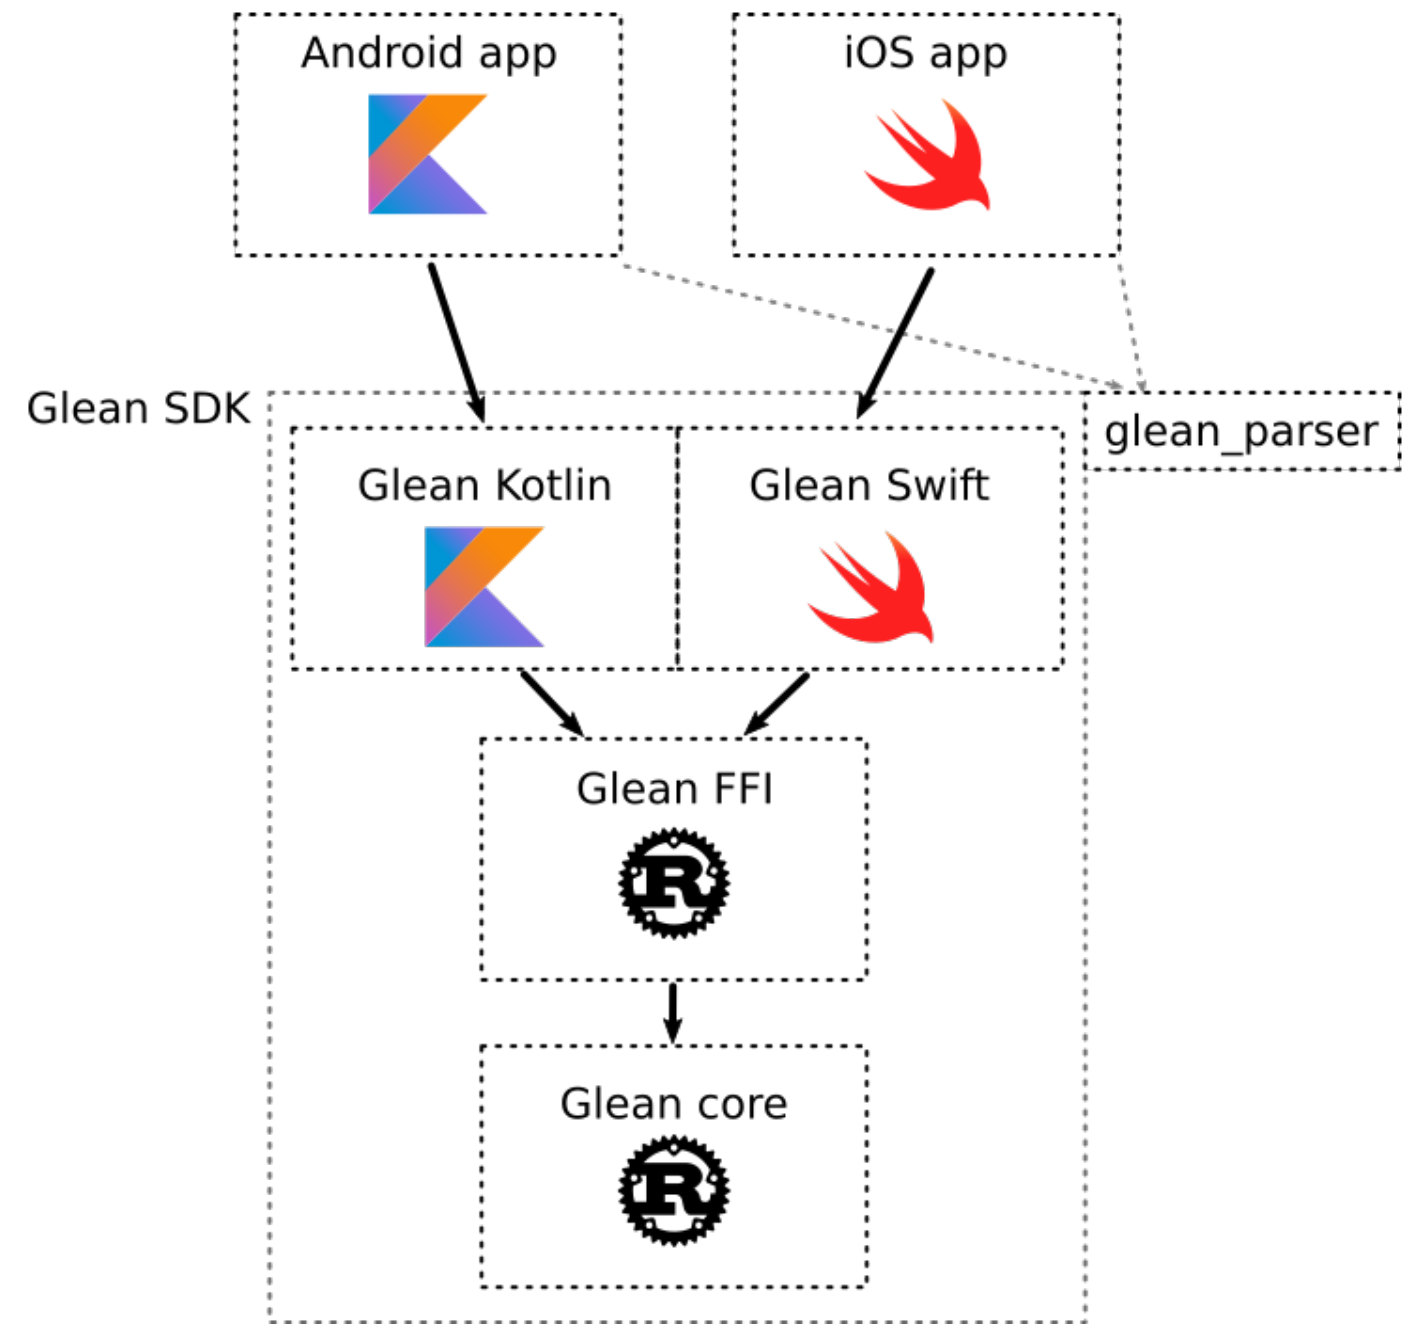 Android app
iOS app
Glean SDK
glean_parser
Glean Kotlin
Glean Swift
Glean FFI
R
Glean core
R